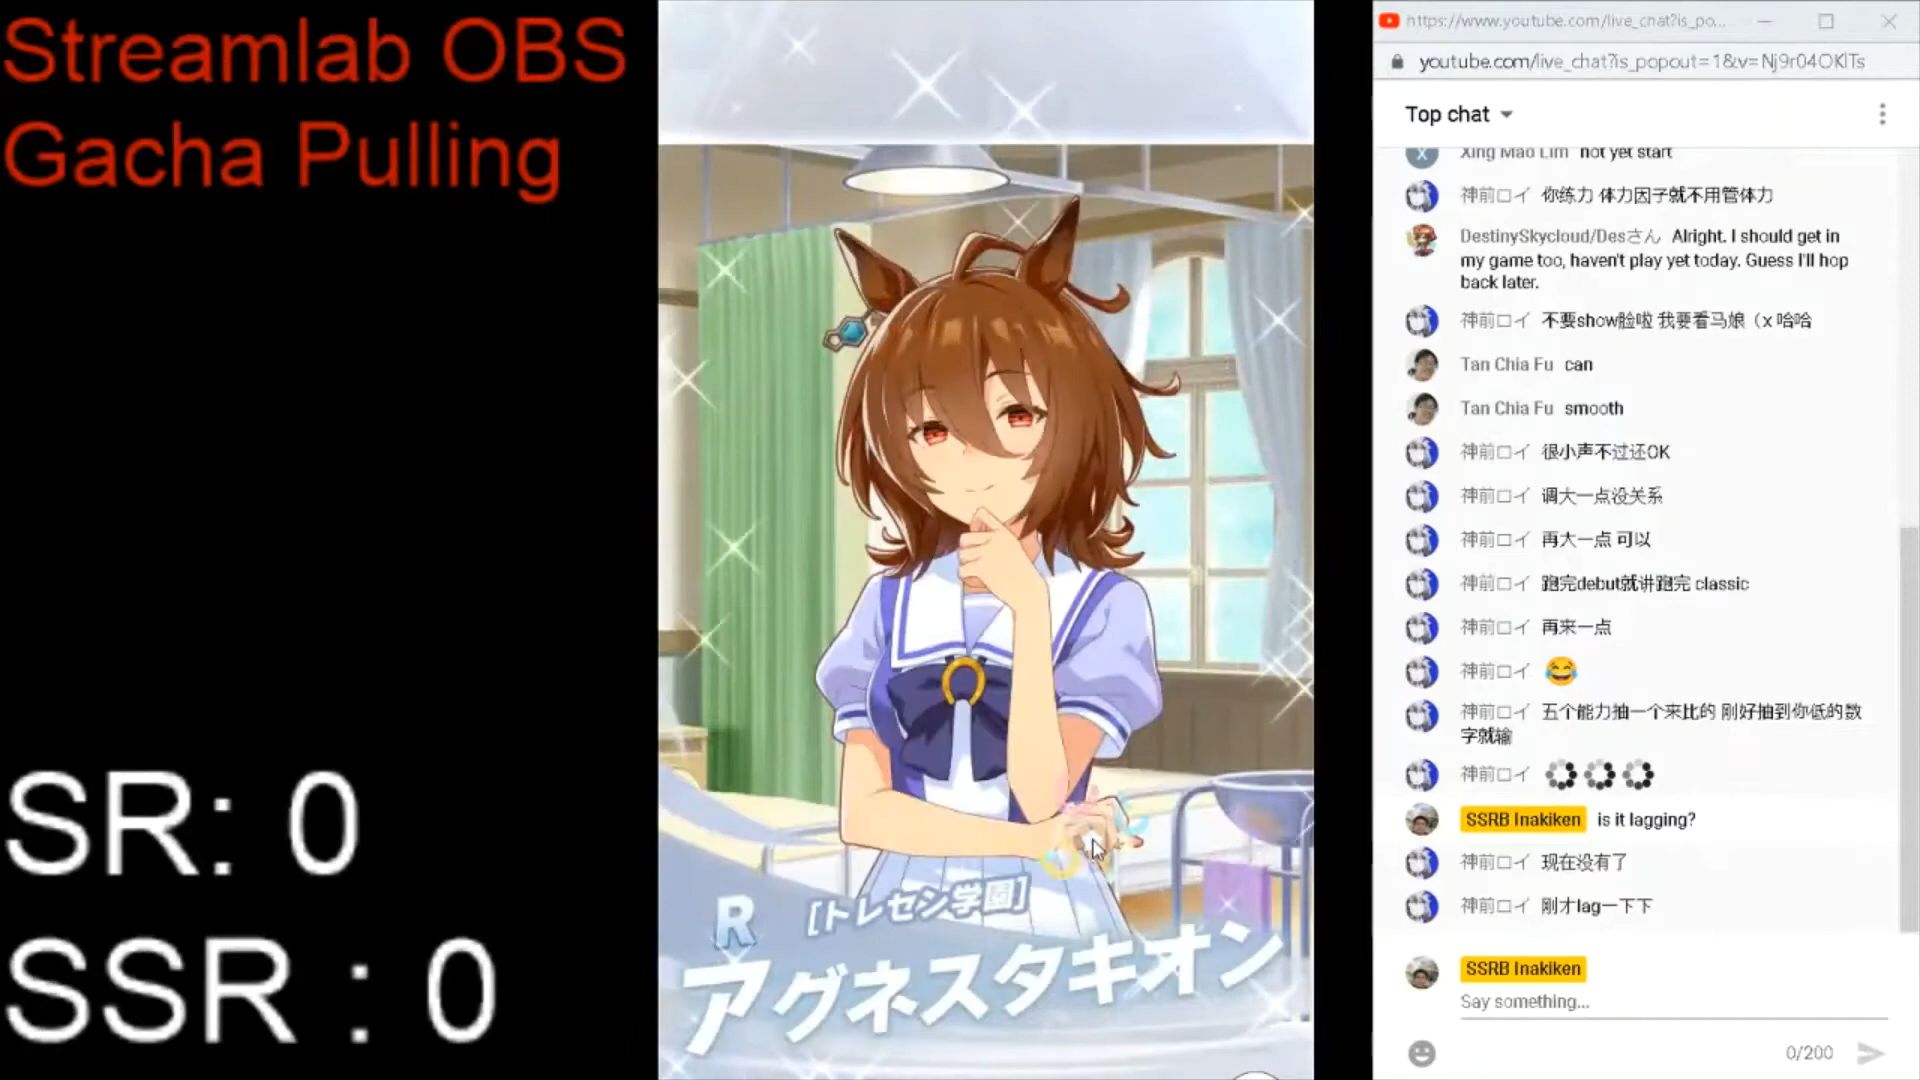 Streamlab OBS
Gacha Pulling
SR: 0
SSR : 0
R [トレセン学園]
アグネスタキオン
https://www.youtube.com/live_chat?is_po...
youtube.com/live_chat?is_popout=1&v=Nj9r04OKlTs
Top chat
X Xing Mao Lim not yet start
神前ロイ 你练力 体力因子就不用管体力
DestinySkycloud/Desさん Alright. I should get in
my game too, haven't play yet today. Guess I'll hop
back later.
神前ロイ 不要show脸啦 我要看马娘（x 哈哈
Tan Chia Fu can
Tan Chia Fu smooth
神前ロイ 很小声不过还OK
神前ロイ 调大一点没关系
神前ロイ 再大一点 可以
神前ロイ 跑完debut就讲跑完 classic
神前ロイ 再来一点
神前ロイ 😂
神前ロイ 五个能力抽一个来比的 刚好抽到你低的数
字就输
神前ロイ
SSRB Inakiken is it lagging?
神前ロイ 现在没有了
神前ロイ 刚才lag一下下
SSRB Inakiken
Say something...
0/200